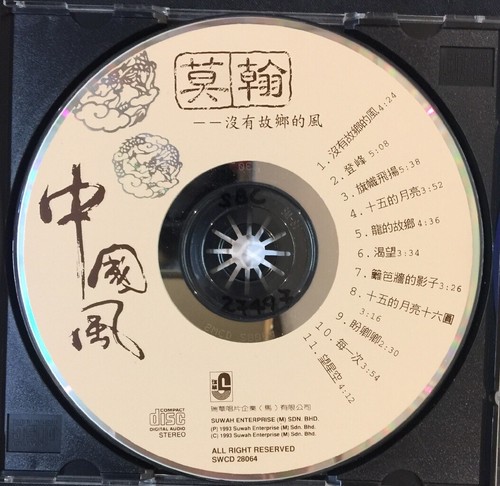 莫翰
——沒有故鄉的風
中國風
1. 沒有故鄉的風 4:24
2. 登峰 5:08
3. 旗幟飛揚 5:38
4. 十五的月亮 3:52
5. 龍的故鄉 4:36
6. 渴望 3:34
7. 籬笆牆的影子 3:26
8. 十五的月亮十六圓
3:16
9. 盼卿卿 2:30
10. 每一次 3:54
11. 望星空 4:12
瑞華唱片企業（馬）有限公司
SUWAH ENTERPRISE (M) SDN. BHD.
(P) 1993 Suwah Enterprise (M) Sdn. Bhd.
(C) 1993 Suwah Enterprise (M) Sdn. Bhd.
ALL RIGHT RESERVED
SWCD 28064
COMPACT
disc
DIGITAL AUDIO
STEREO